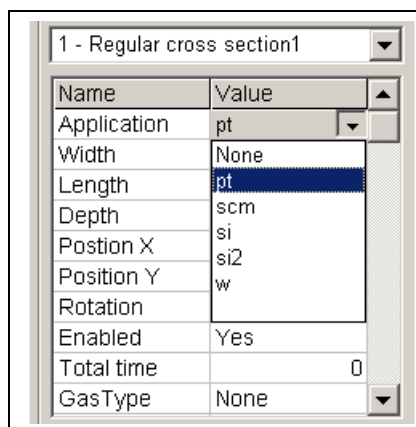 1 - Regular cross section1
Name Value
Application pt
Width None
Length pt
Depth scm
Postion X si
Position Y si2
Rotation w
Enabled Yes
Total time 0
GasType None